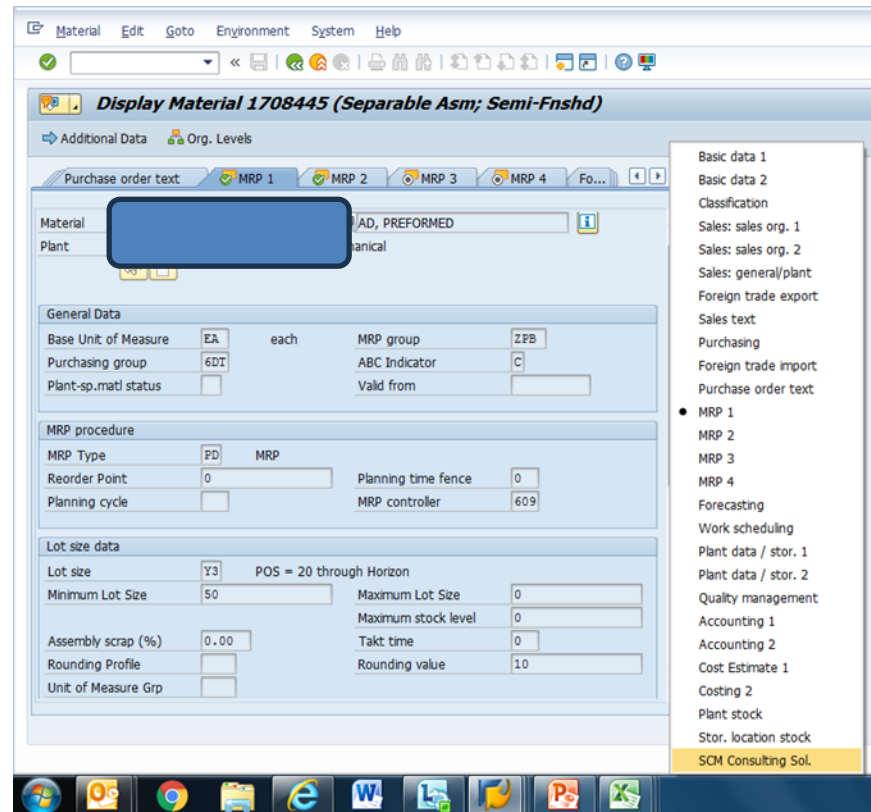 Material Edit Goto Environment System Help
Display Material 1708445 (Separable Asm; Semi-Fnshd)
Additional Data Org. Levels
Purchase order text MRP 1 MRP 2 MRP 3 MRP 4 Fo...
Material AD, PREFORMED
Plant hanical
General Data
Base Unit of Measure EA each MRP group ZPB
Purchasing group 6DT ABC Indicator C
Plant-sp.matl status Valid from
MRP procedure
MRP Type PD MRP
Reorder Point 0 Planning time fence 0
Planning cycle MRP controller 609
Lot size data
Lot size Y3 POS = 20 through Horizon
Minimum Lot Size 50 Maximum Lot Size 0
Maximum stock level 0
Assembly scrap (%) 0.00 Takt time 0
Rounding Profile Rounding value 10
Unit of Measure Grp
Basic data 1
Basic data 2
Classification
Sales: sales org. 1
Sales: sales org. 2
Sales: general/plant
Foreign trade export
Sales text
Purchasing
Foreign trade import
Purchase order text
MRP 1
MRP 2
MRP 3
MRP 4
Forecasting
Work scheduling
Plant data / stor. 1
Plant data / stor. 2
Quality management
Accounting 1
Accounting 2
Cost Estimate 1
Costing 2
Plant stock
Stor. location stock
SCM Consulting Sol.